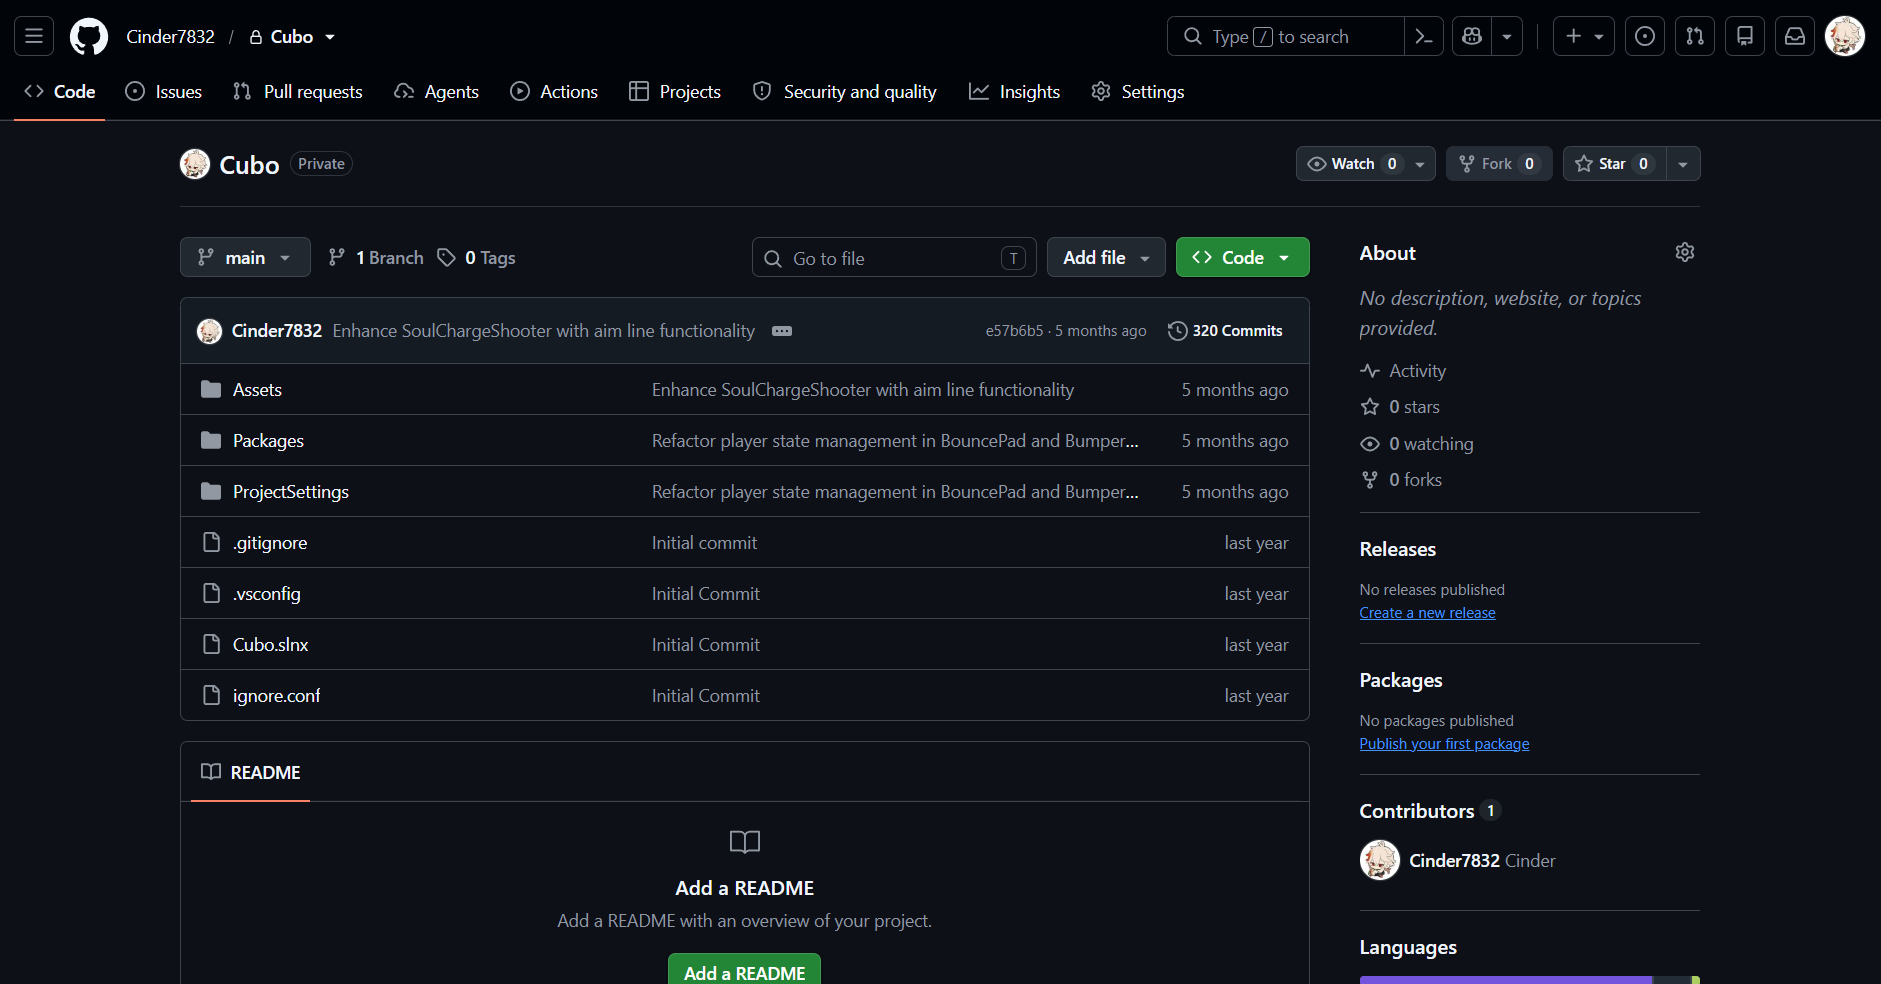 Cinder7832 / Cubo
Type / to search
Code Issues Pull requests Agents Actions Projects Security and quality Insights Settings
Cubo Private
Watch 0 Fork 0 Star 0
main 1 Branch 0 Tags
Go to file T Add file Code
Cinder7832 Enhance SoulChargeShooter with aim line functionality e57b6b5 · 5 months ago 320 Commits
Assets Enhance SoulChargeShooter with aim line functionality 5 months ago
Packages Refactor player state management in BouncePad and Bumper... 5 months ago
ProjectSettings Refactor player state management in BouncePad and Bumper... 5 months ago
.gitignore Initial commit last year
.vsconfig Initial Commit last year
Cubo.slnx Initial Commit last year
ignore.conf Initial Commit last year
README
Add a README
Add a README with an overview of your project.
Add a README
About
No description, website, or topics
provided.
Activity
0 stars
0 watching
0 forks
Releases
No releases published
Create a new release
Packages
No packages published
Publish your first package
Contributors 1
Cinder7832 Cinder
Languages